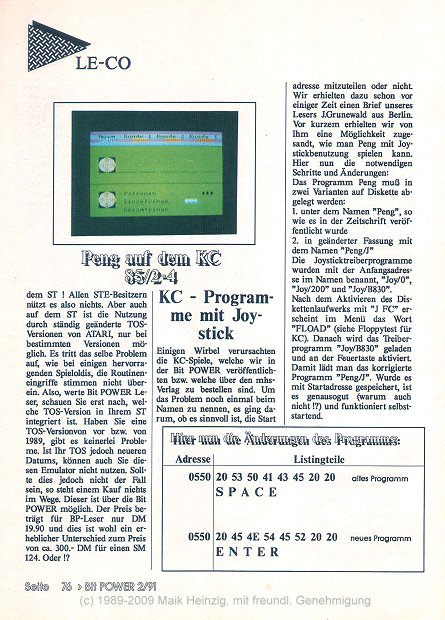 LE-CO
Peng auf dem KC
85/2-4
dem ST ! Allen STE-Besitzern
nützt es also nichts. Aber auch
auf dem ST ist die Nutzung
durch ständig geänderte TOS-
Versionen von ATARI, nur bei
bestimmten Versionen mög-
lich. Es tritt das selbe Problem
auf, wie bei einigen hervorra-
genden Spieloldis, die Routinen-
eingriffe stimmen nicht über-
ein. Also, werte Bit POWER Le-
ser, schauen Sie erst nach, wel-
che TOS-Version in Ihrem ST
integriert ist. Haben Sie eine
TOS-Versionvor vor bzw. von
1989, gibt es keinerlei Proble-
me. Ist Ihr TOS jedoch neueren
Datums, können auch Sie die-
sen Emulator nicht nutzen. Soll-
te dies jedoch nicht der Fall
sein, so steht einem Kauf nichts
im Wege. Dieser ist über die Bit
POWER möglich. Der Preis be-
trägt für BP-Leser nur DM
19.90 und dies ist wohl ein er-
heblicher Unterschied zum Preis
von ca. 300.- DM für einen SM
124. Oder !?
KC - Program-
me mit Joy-
stick
Einigen Wirbel verursachten
die KC-Spiele, welche wir in
der Bit POWER veröffentlich-
ten bzw. welche über den mhs-
Verlag zu bestellen sind. Um
das Problem noch einmal beim
Namen zu nennen, es ging da-
rum, ob es sinnvoll ist, die Start
adresse mitzuteilen oder nicht.
Wir erhielten dazu schon vor
einiger Zeit einen Brief unseres
Lesers J.Grunewald aus Berlin.
Vor kurzem erhielten wir von
Ihm eine Möglichkeit zuge-
sandt, wie man Peng mit Joy-
stickbenutzung spielen kann.
Hier nun die notwendigen
Schritte und Änderungen:
Das Programm Peng muß in
zwei Varianten auf Diskette ab-
gelegt werden:
1. unter dem Namen "Peng", so
wie es in der Zeitschrift veröf-
fentlicht wurde
2. in geänderter Fassung mit
dem Namen "Peng/J"
Die Joysticktreiberprogramme
wurden mit der Anfangsadres-
se im Namen benannt, "Joy/0",
"Joy/200" und "Joy/B830".
Nach dem Aktivieren des Dis-
kettenlaufwerks mit "J FC" er-
scheint im Menü das Wort
"FLOAD" (siehe Floppytest für
KC). Danach wird das Treiber-
programm "Joy/B830" geladen
und an der Feuertaste aktiviert.
Damit lädt man das korrigierte
Programm "Peng/J". Wurde es
mit Startadresse gespeichert, ist
es genausogut (warum auch
nicht !?) und funktioniert selbst-
startend.
Hier nun die Änderungen des Programms:
Adresse Listingteile
0550 20 53 50 41 43 45 20 20 altes Programm
S P A C E
0550 20 45 4E 54 45 52 20 20 neues Programm
E N T E R
Seite 76 > Bit POWER 2/91
(c) 1989-2009 Maik Heinzig, mit freundl. Genehmigung